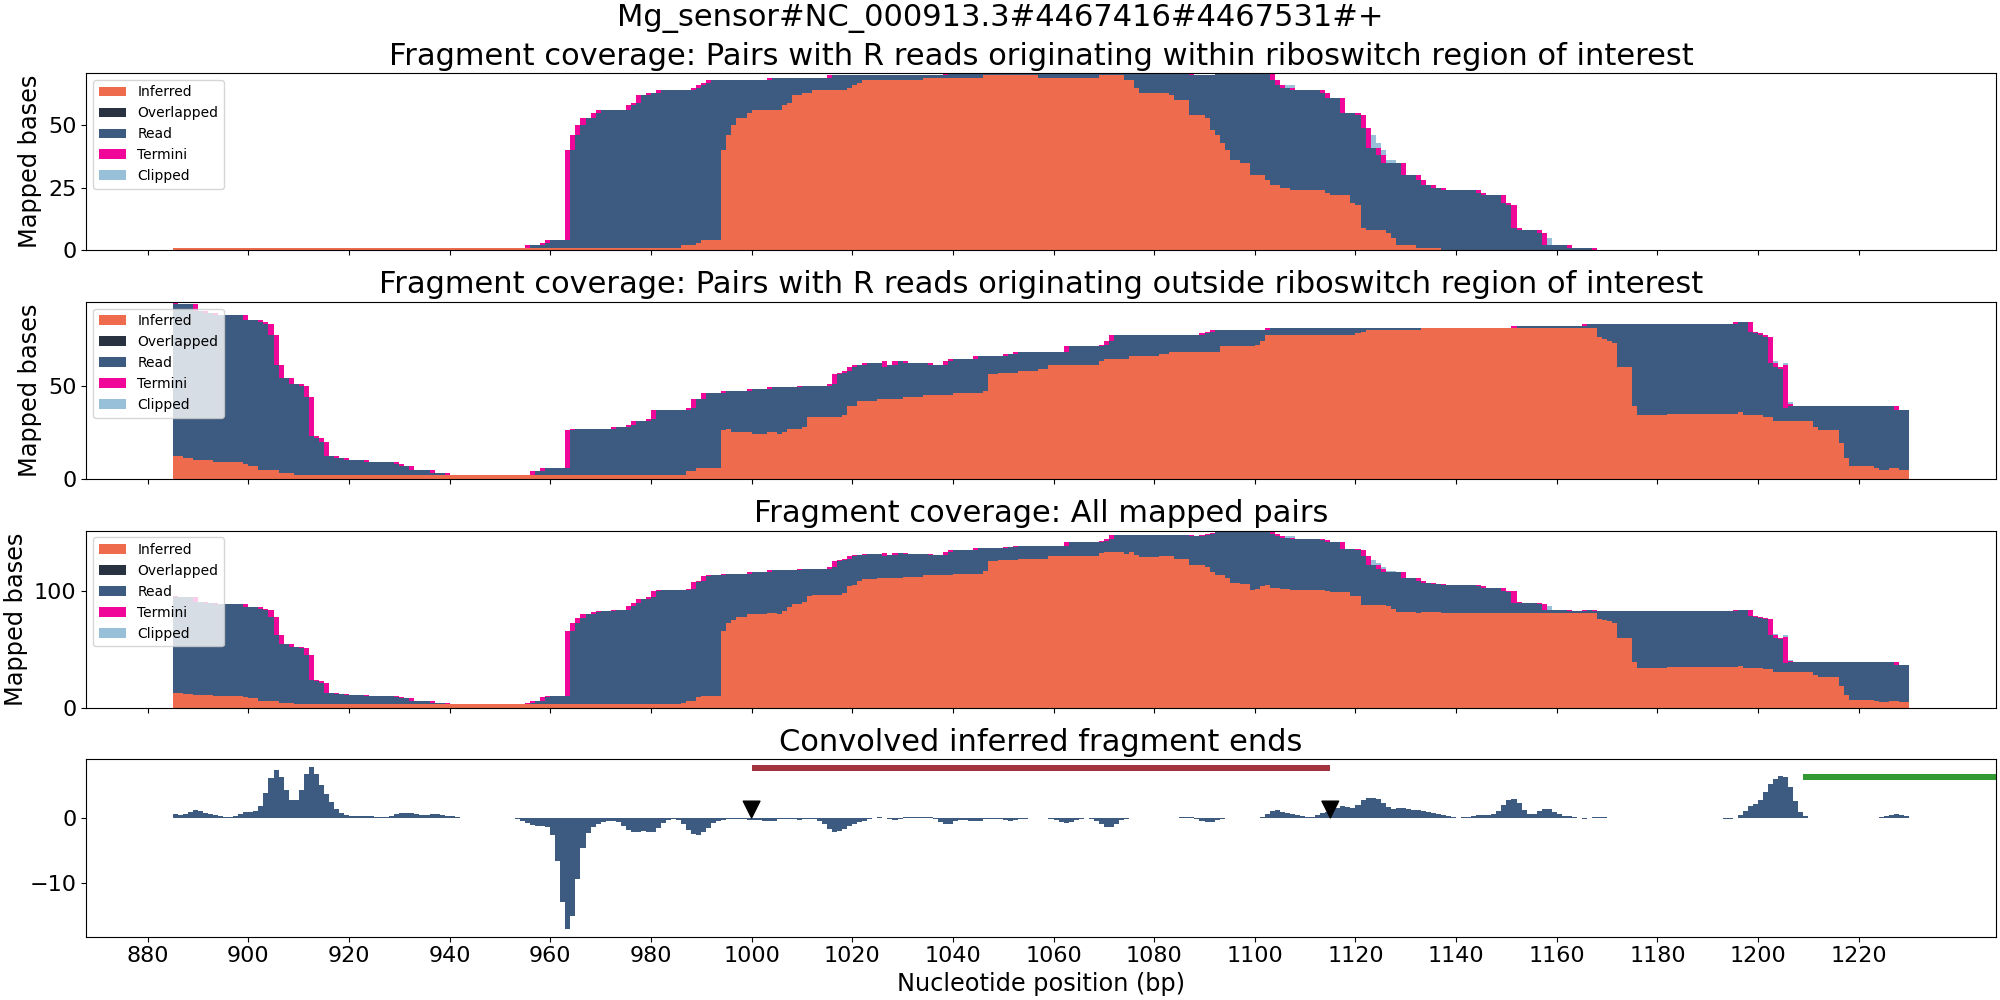 Mg_sensor#NC_000913.3#4467416#4467531#+
Fragment coverage: Pairs with R reads originating within riboswitch region of interest
Mapped bases
50
25
0
Inferred
Overlapped
Read
Termini
Clipped
Fragment coverage: Pairs with R reads originating outside riboswitch region of interest
Mapped bases
50
0
Inferred
Overlapped
Read
Termini
Clipped
Fragment coverage: All mapped pairs
Mapped bases
100
0
Inferred
Overlapped
Read
Termini
Clipped
Convolved inferred fragment ends
0
−10
880 900 920 940 960 980 1000 1020 1040 1060 1080 1100 1120 1140 1160 1180 1200 1220
Nucleotide position (bp)